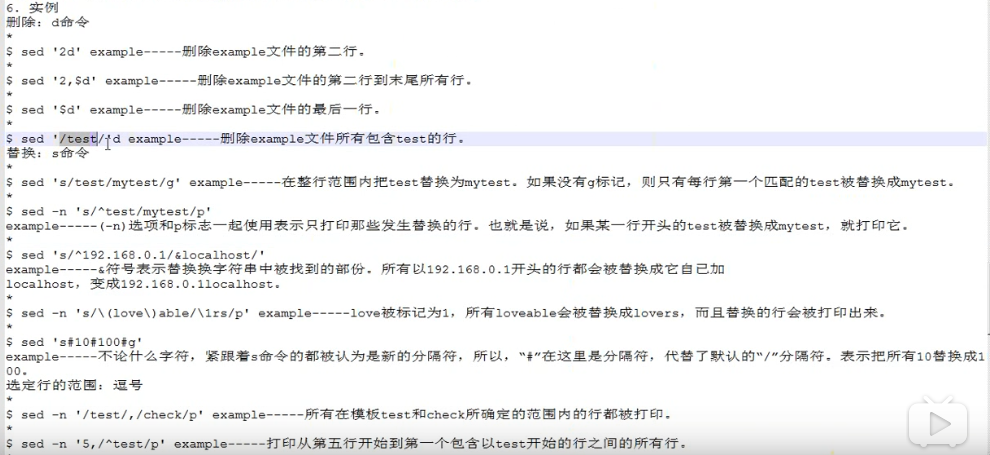 6. 实例
删除: d命令
*
$ sed '2d' example-----删除example文件的第二行。
*
$ sed '2,$d' example-----删除example文件的第二行到末尾所有行。
*
$ sed '$d' example-----删除example文件的最后一行。
*
$ sed '/test/'d example-----删除example文件所有包含test的行。
替换: s命令
*
$ sed 's/test/mytest/g' example-----在整行范围内把test替换为mytest。如果没有g标记，则只有每行第一个匹配的test被替换成mytest。
*
$ sed -n 's/^test/mytest/p'
example-----(-n)选项和p标志一起使用表示只打印那些发生替换的行。也就是说，如果某一行开头的test被替换成mytest，就打印它。
*
$ sed 's/^192.168.0.1/&localhost/'
example-----&符号表示替换换字符串中被找到的部份。所有以192.168.0.1开头的行都会被替换成它自己加
localhost，变成192.168.0.1localhost。
*
$ sed -n 's/\(love\)able/\1rs/p' example-----love被标记为1，所有loveable会被替换成lovers，而且替换的行会被打印出来。
*
$ sed 's#10#100#g'
example-----不论什么字符，紧跟着s命令的都被认为是新的分隔符，所以，“#”在这里是分隔符，代替了默认的“/”分隔符。表示把所有10替换成1
00。
选定行的范围: 逗号
*
$ sed -n '/test/,/check/p' example-----所有在模板test和check所确定的范围内的行都被打印。
*
$ sed -n '5,/^test/p' example-----打印从第五行开始到第一个包含以test开始的行之间的所有行。